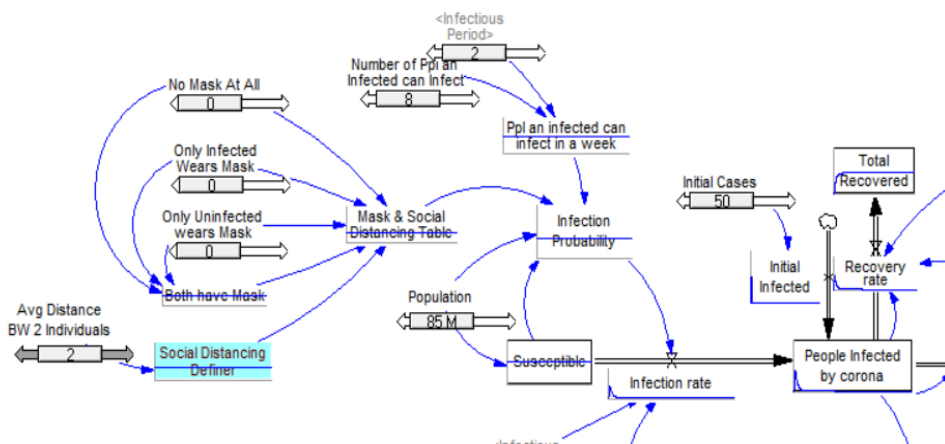 <Infectious
Period>
2
Number of Ppl an
Infected can Infect
8
No Mask At All
0
Ppl an infected can
infect in a week
Only Infected
Wears Mask
0
Total
Recovered
Initial Cases
50
Only Uninfected
wears Mask
0
Mask & Social
Distancing Table
Infection
Probability
Initial
Infected
Recovery
rate
Both have Mask
Population
85 M
Avg Distance
BW 2 Individuals
2
Social Distancing
Definer
Susceptible
Infection rate
People Infected
by corona
<Infectious